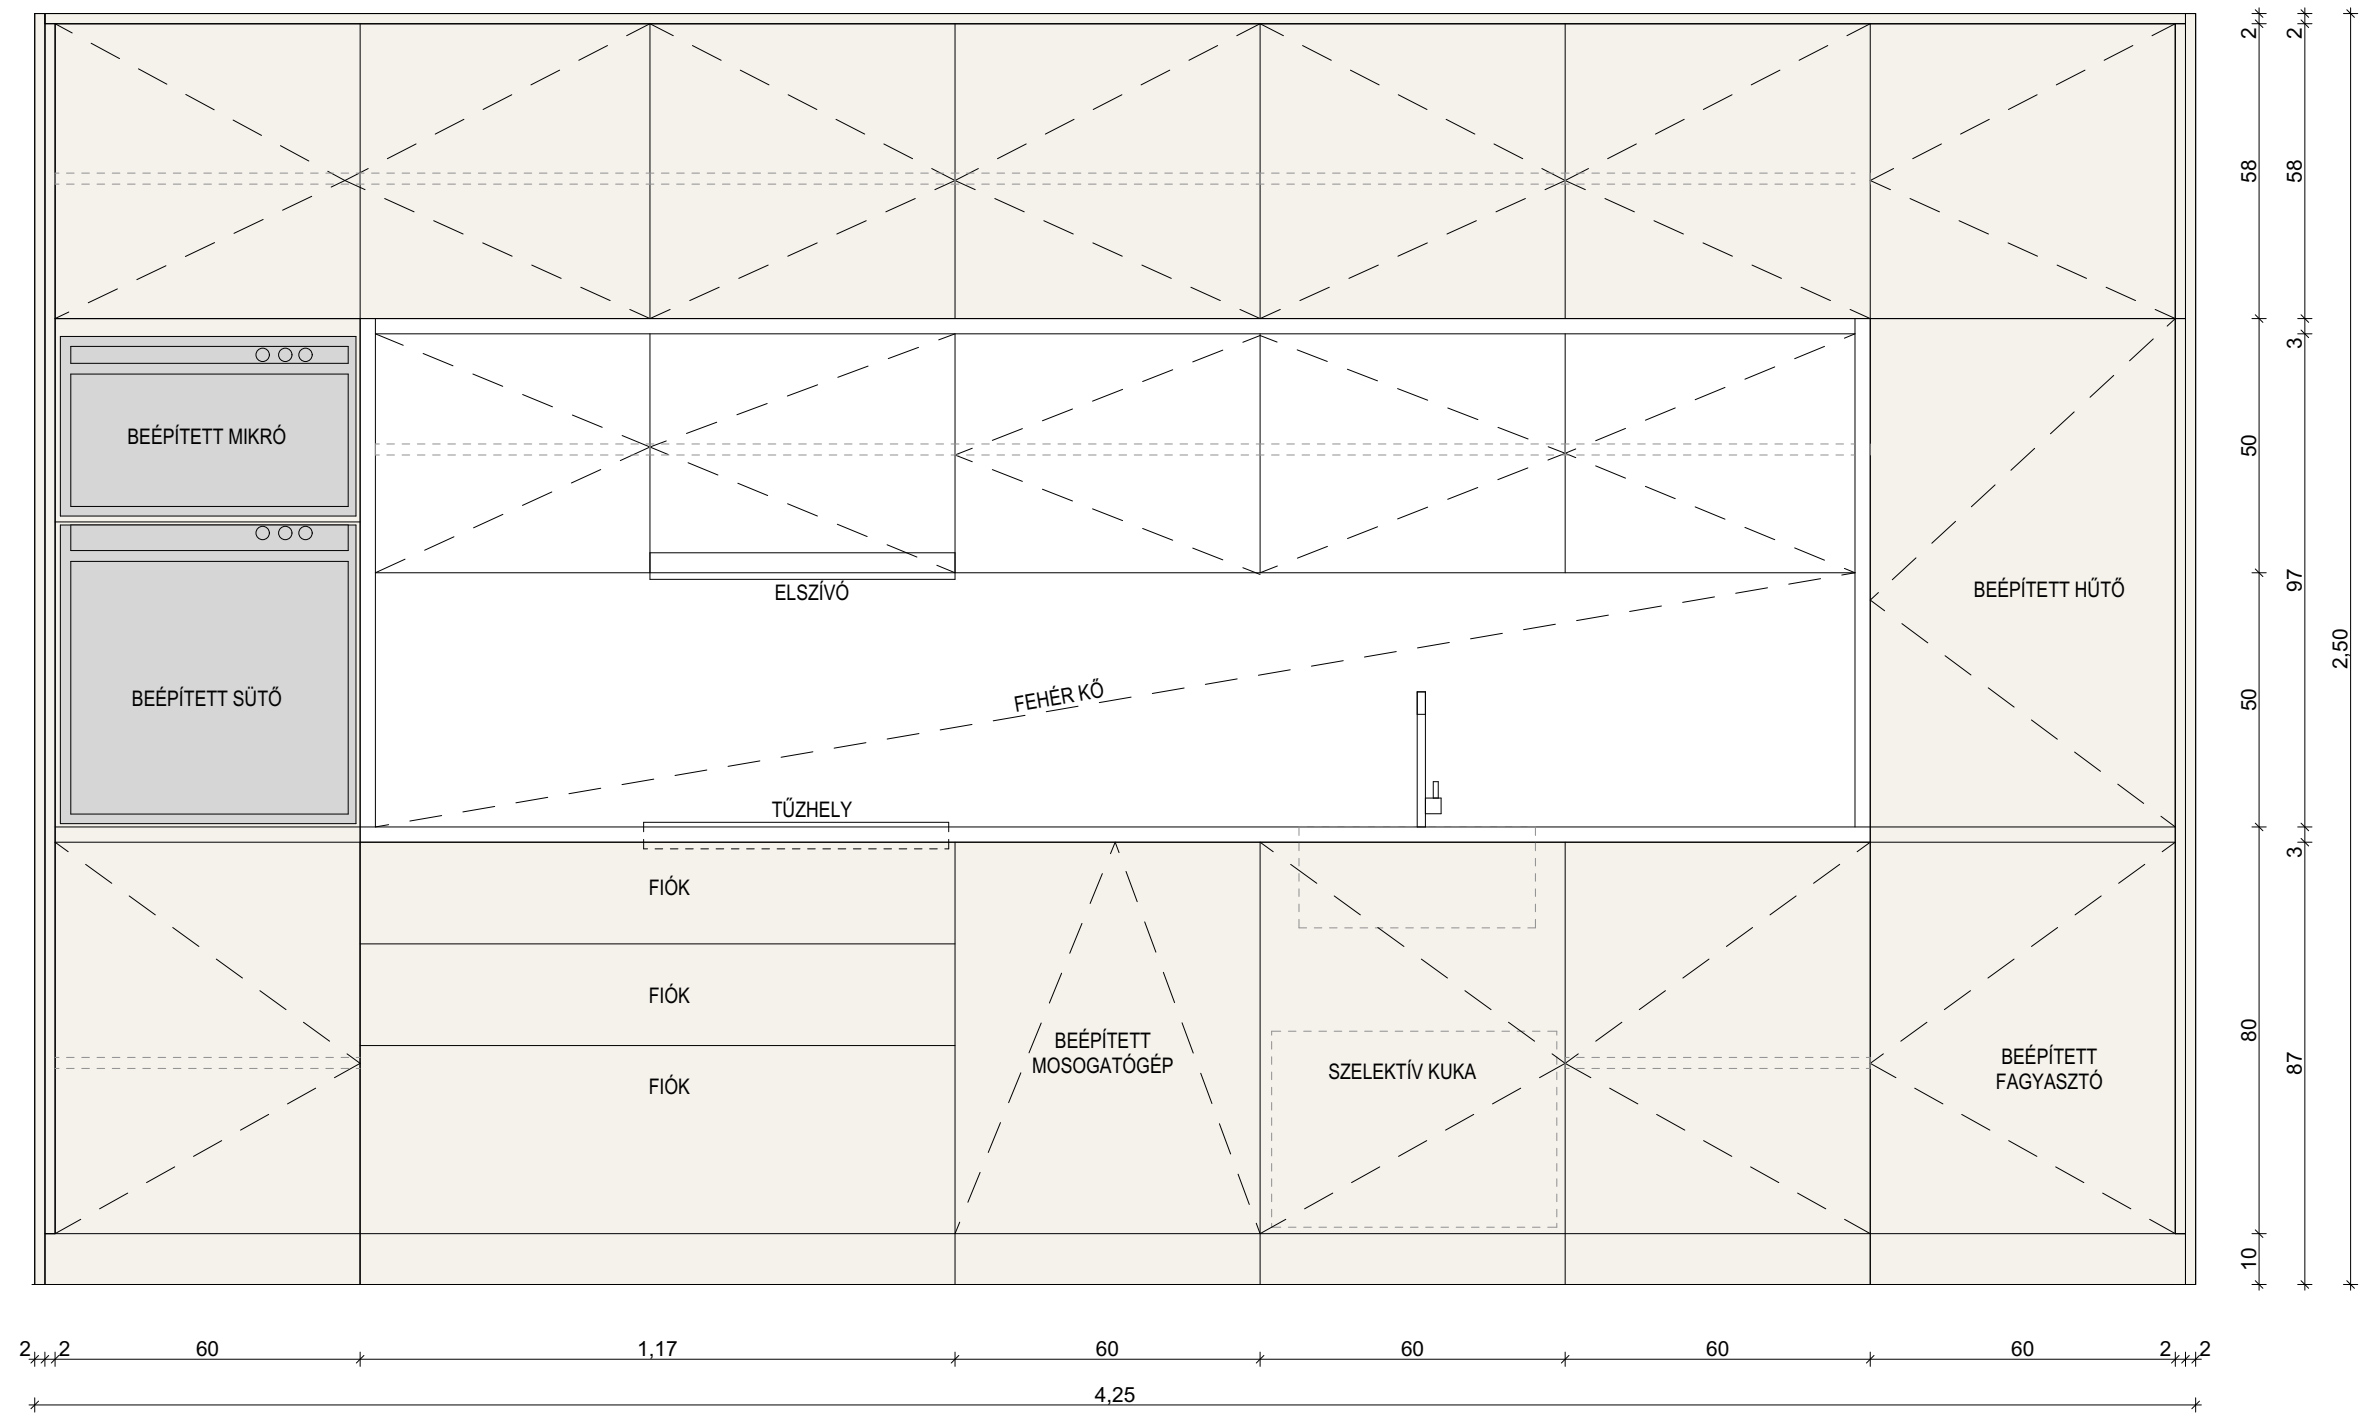 2
2
58
58
3
BEÉPÍTETT MIKRÓ
50
ELSZÍVÓ
BEÉPÍTETT HŰTŐ
97
2,50
BEÉPÍTETT SÜTŐ
FEHÉR KŐ
50
TŰZHELY
3
FIÓK
FIÓK
FIÓK
BEÉPÍTETT
MOSOGATÓGÉP
SZELEKTÍV KUKA
BEÉPÍTETT
FAGYASZTÓ
80
87
10
2 2 60 1,17 60 60 60 60 2 2
4,25